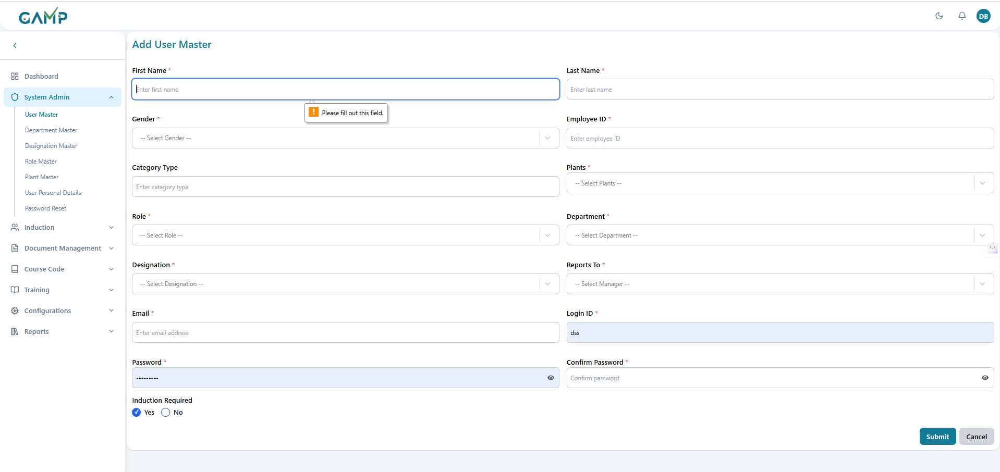 GAMP
DB
Add User Master
Dashboard
System Admin
User Master
Department Master
Designation Master
Role Master
Plant Master
User Personal Details
Password Reset
Induction
Document Management
Course Code
Training
Configurations
Reports
First Name *
Enter first name
Please fill out this field.
Last Name *
Enter last name
Gender *
-- Select Gender --
Employee ID *
Enter employee ID
Category Type
Enter category type
Plants *
-- Select Plants --
Role *
-- Select Role --
Department *
-- Select Department --
Designation *
-- Select Designation --
Reports To *
-- Select Manager --
Email *
Enter email address
Login ID *
dss
Password *
•••••••••
Confirm Password *
Confirm password
Induction Required
Yes No
Submit Cancel